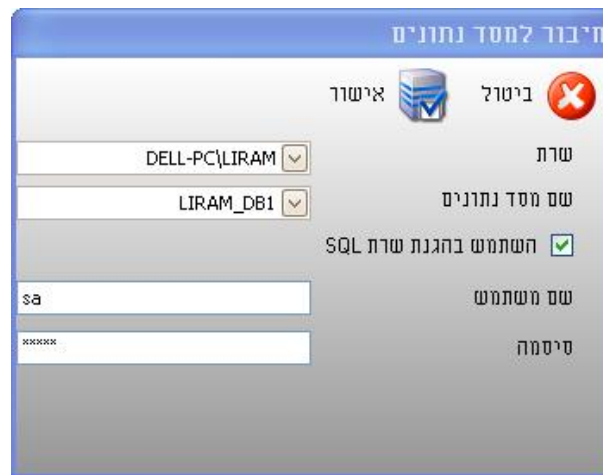 חיבור למסד נתונים
ביטול אישור
שרת DELL-PC\LIRAM
שם מסד נתונים LIRAM_DB1
השתמש בהגנת שרת SQL
שם משתמש sa
סיסמה *****